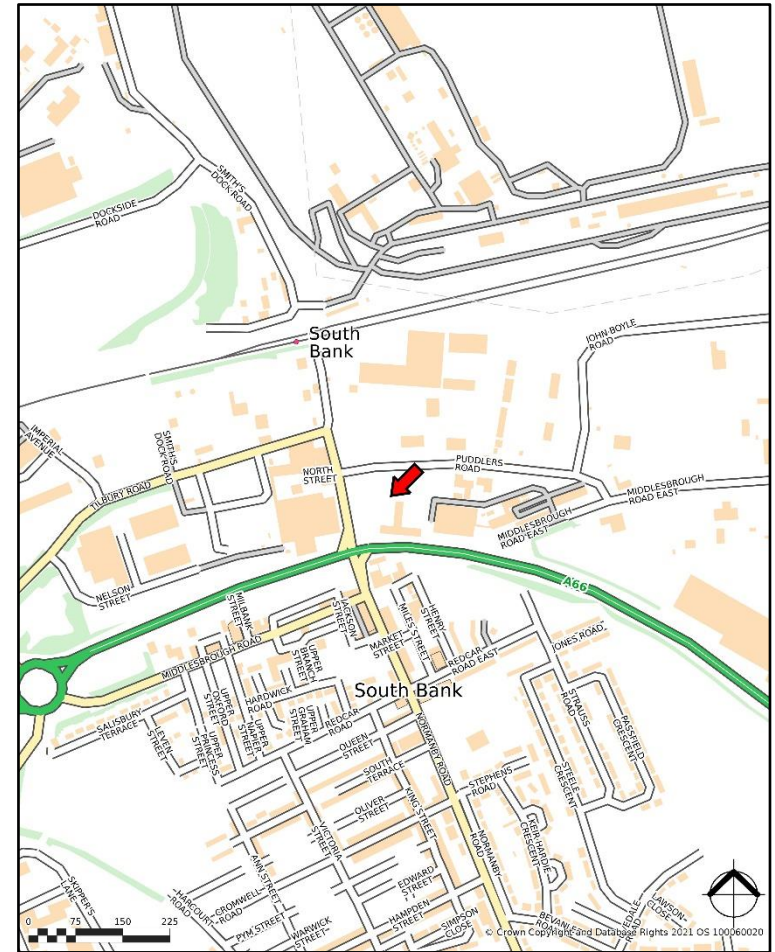 SMITH'S
DOCK ROAD
DOCKSIDE
ROAD
South
Bank
JOHN BOYLE
ROAD
IMPERIAL
AVENUE
SMITH'S
DOCK ROAD
TILBURY ROAD
NORTH
STREET
PUDDLERS
ROAD
MIDDLESBROUGH
ROAD EAST
MIDDLESBROUGH
ROAD EAST
NELSON
STREET
A66
MILBANK
STREET
JACKSON
STREET
HENRY
STREET
MILES STREET
MARKET
STREET
MIDDLESBROUGH ROAD
UPPER
BRANCH
STREET
REDCAR
ROAD EAST
JONES ROAD
HARDWICK
ROAD
South Bank
UPPER
OXFORD
STREET
UPPER
NAPIER
STREET
UPPER
GRAHAM
STREET
REDCAR
ROAD
SALISBURY
TERRACE
LEVEN
STREET
UPPER
PRINCESS
STREET
QUEEN
STREET
NORMANBY ROAD
STRAUSS
ROAD
PASSFIELD
CRESCENT
SOUTH
TERRACE
STEPHENS
ROAD
STEELE
CRESCENT
OLIVER
STREET
KING STREET
VICTORIA
STREET
ANN STREET
NORMANBY
ROAD
KEIR HARDIE
CRESCENT
EDWARD
STREET
SKIPPER'S
LANE
HARCOURT
ROAD
CROMWELL
ROAD
HAMPDEN
STREET
LAWSON
CLOSE
PYM STREET
WARWICK
STREET
SIMPSON
CLOSE
0 75 150 225
© Crown Copyright and Database Rights 2021 OS 100060020